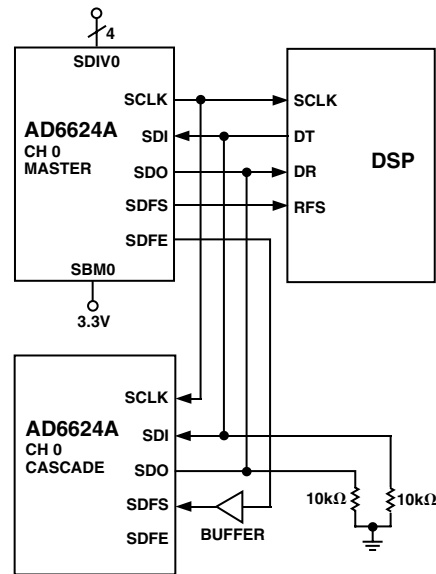 4
SDIV0
AD6624A
CH 0
MASTER
SCLK
SDI
SDO
SDFS
SDFE
SBM0
3.3V
SCLK
DT
DR
RFS
DSP
AD6624A
CH 0
CASCADE
SCLK
SDI
SDO
SDFS
SDFE
BUFFER
10kΩ
10kΩ